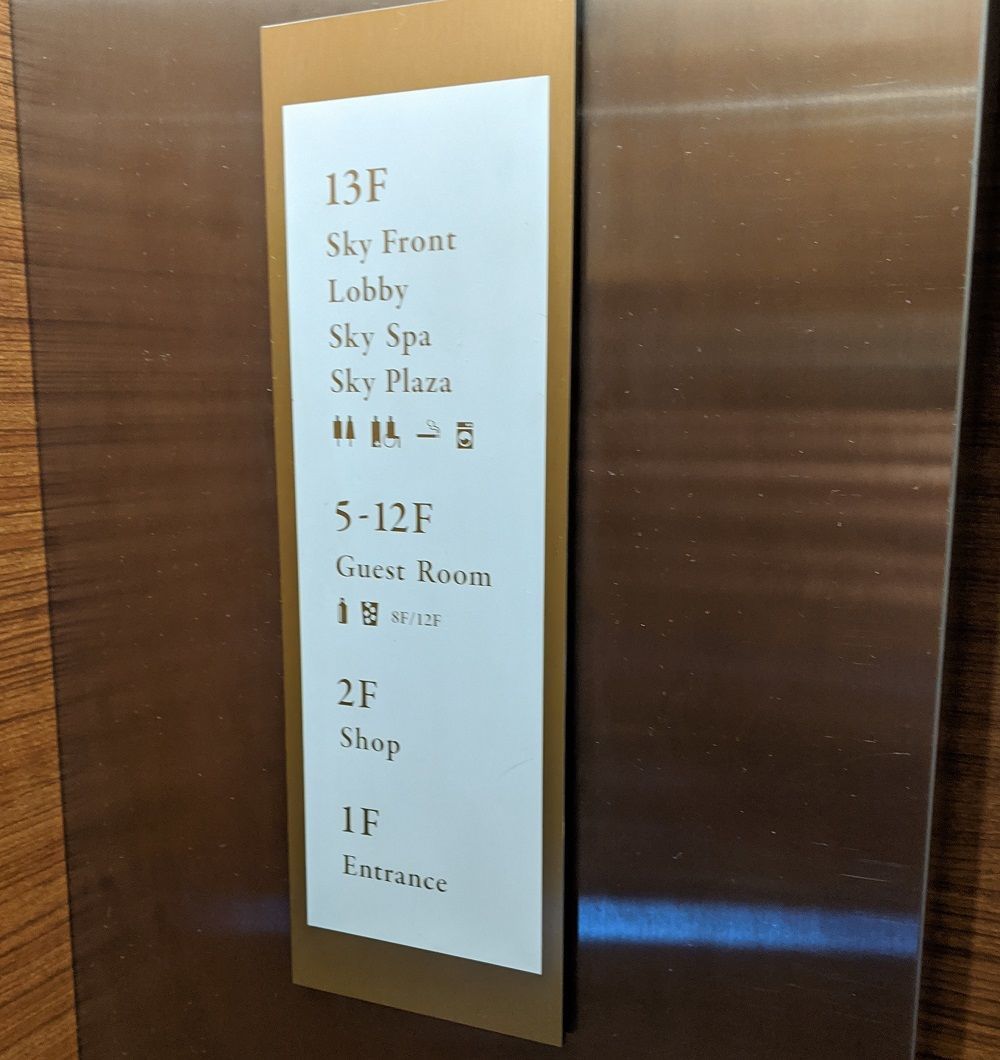 13F
Sky Front
Lobby
Sky Spa
Sky Plaza
5-12F
Guest Room
8F/12F
2F
Shop
1F
Entrance